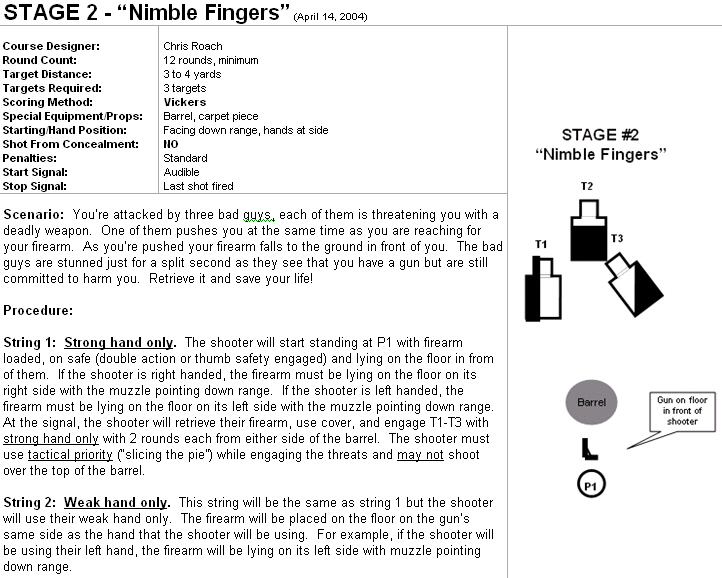 STAGE 2 - “Nimble Fingers” (April 14, 2004)
Course Designer: Chris Roach
Round Count: 12 rounds, minimum
Target Distance: 3 to 4 yards
Targets Required: 3 targets
Scoring Method: Vickers
Special Equipment/Props: Barrel, carpet piece
Starting/Hand Position: Facing down range, hands at side
Shot From Concealment: NO
Penalties: Standard
Start Signal: Audible
Stop Signal: Last shot fired
Scenario: You're attacked by three bad guys, each of them is threatening you with a
deadly weapon. One of them pushes you at the same time as you are reaching for
your firearm. As you're pushed your firearm falls to the ground in front of you. The bad
guys are stunned just for a split second as they see that you have a gun but are still
committed to harm you. Retrieve it and save your life!
Procedure:
String 1: Strong hand only. The shooter will start standing at P1 with firearm
loaded, on safe (double action or thumb safety engaged) and lying on the floor in from
of them. If the shooter is right handed, the firearm must be lying on the floor on its
right side with the muzzle pointing down range. If the shooter is left handed, the
firearm must be lying on the floor on its left side with the muzzle pointing down range.
At the signal, the shooter will retrieve their firearm, use cover, and engage T1-T3 with
strong hand only with 2 rounds each from either side of the barrel. The shooter must
use tactical priority ("slicing the pie") while engaging the threats and may not shoot
over the top of the barrel.
String 2: Weak hand only. This string will be the same as string 1 but the shooter
will use their weak hand only. The firearm will be placed on the floor on the gun's
same side as the hand that the shooter will be using. For example, if the shooter will
be using their left hand, the firearm will be lying on its left side with muzzle pointing
down range.
STAGE #2
“Nimble Fingers”
T2
T3
T1
Barrel
Gun on floor
in front of
shooter
P1